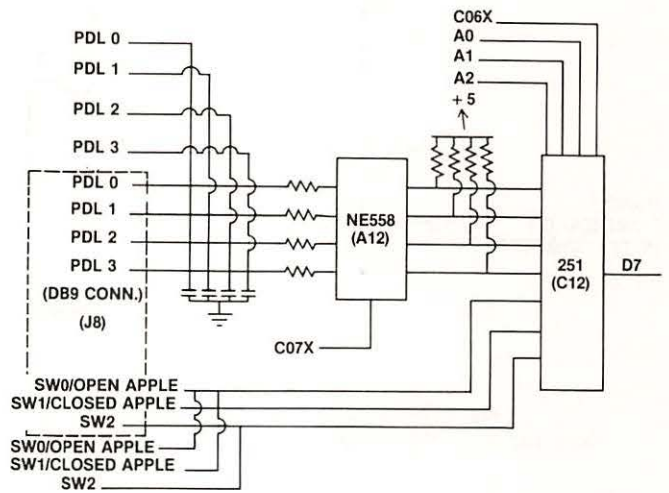 C06X
A0
A1
A2
+ 5
PDL 0
PDL 1
PDL 2
PDL 3
PDL 0
PDL 1
PDL 2
PDL 3
(DB9 CONN.)
(J8)
NE558
(A12)
251
(C12)
D7
C07X
SW0/OPEN APPLE
SW1/CLOSED APPLE
SW2
SW0/OPEN APPLE
SW1/CLOSED APPLE
SW2